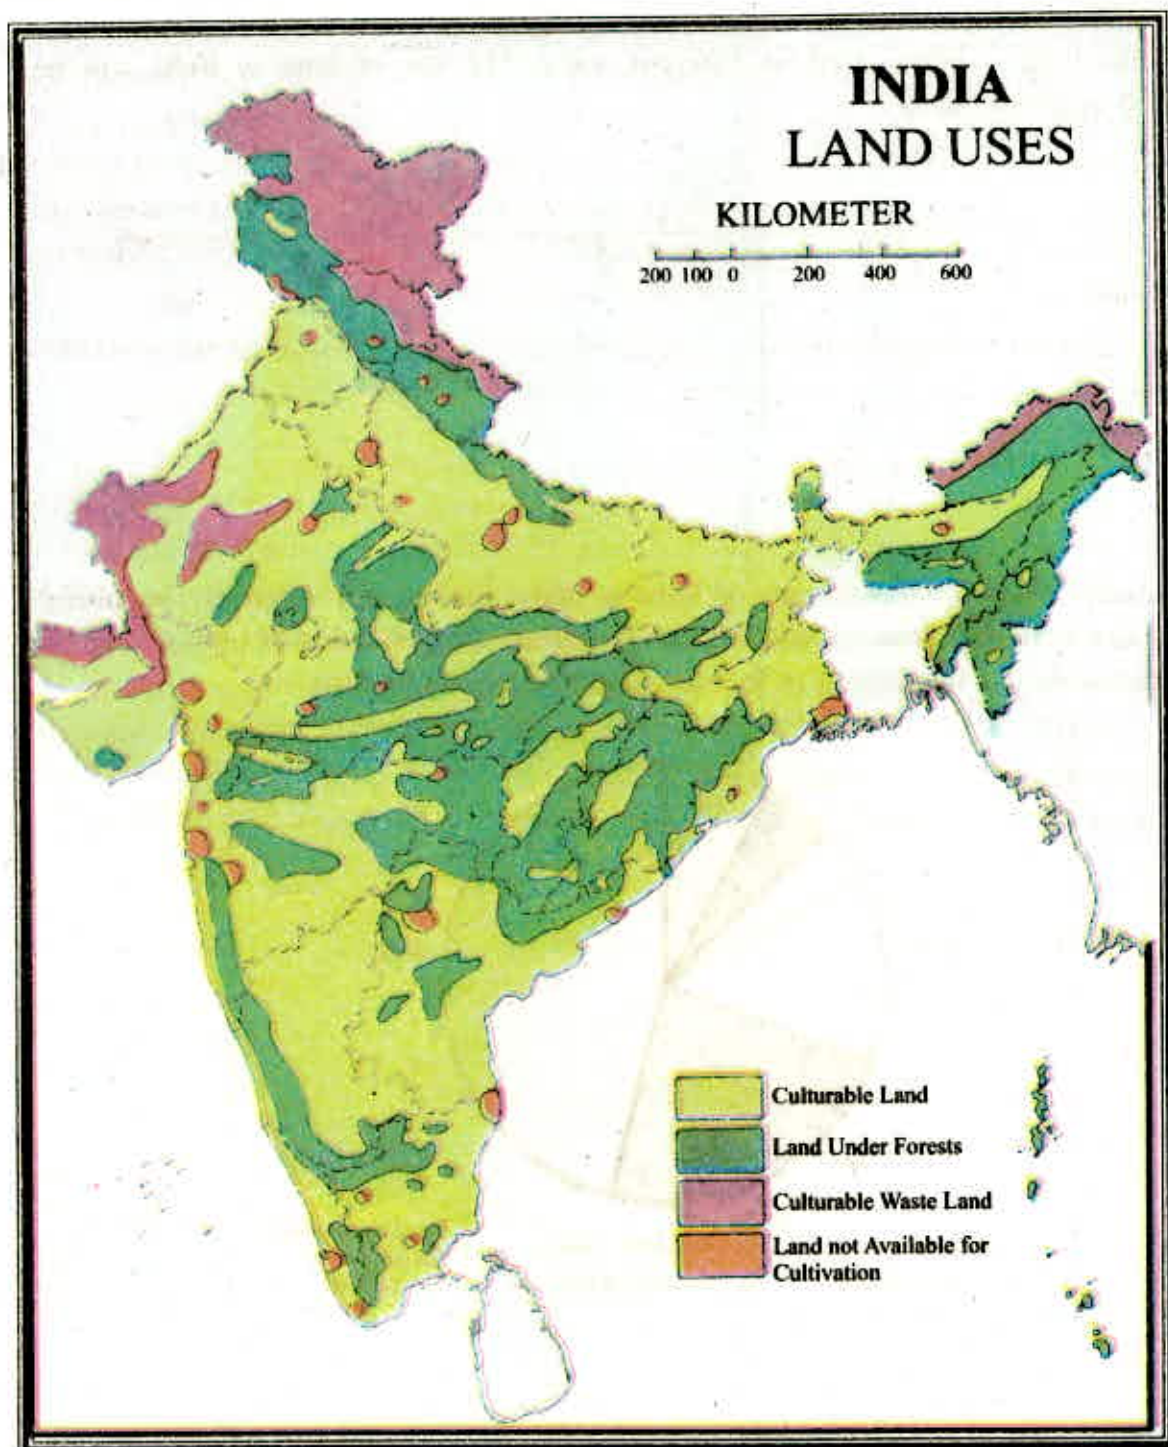 INDIA
LAND USES
KILOMETER
200 100 0 200 400 600
Culturable Land
Land Under Forests
Culturable Waste Land
Land not Available for
Cultivation